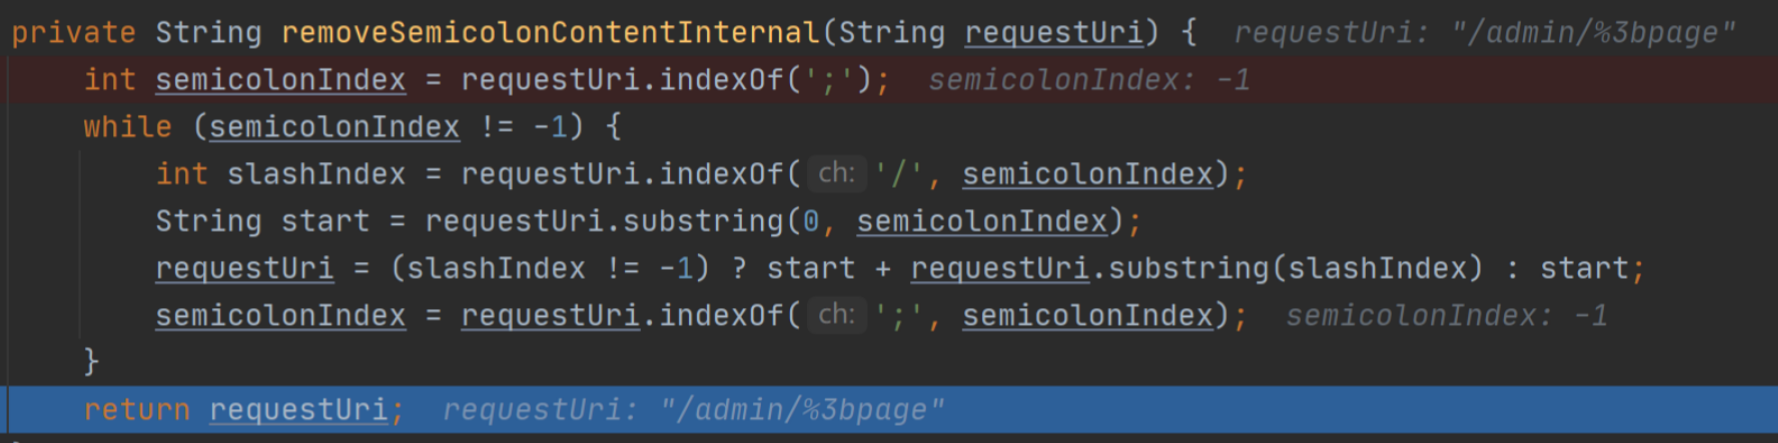 private String removeSemicolonContentInternal(String requestUri) {  requestUri: "/admin/%3bpage"
int semicolonIndex = requestUri.indexOf(';');  semicolonIndex: -1
while (semicolonIndex != -1) {
int slashIndex = requestUri.indexOf( ch: '/', semicolonIndex);
String start = requestUri.substring(0, semicolonIndex);
requestUri = (slashIndex != -1) ? start + requestUri.substring(slashIndex) : start;
semicolonIndex = requestUri.indexOf( ch: ';', semicolonIndex);  semicolonIndex: -1
}
return requestUri;  requestUri: "/admin/%3bpage"